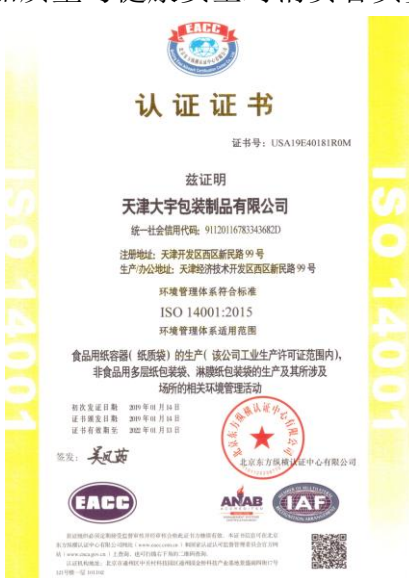 EACC
认证证书
证书号：USA19E40181R0M
兹证明
天津大宇包装制品有限公司
统一社会信用代码：91120116783343682D
注册地址：天津开发区西区新民路99号
生产/办公地址：天津经济技术开发区西区新民路99号
环境管理体系符合标准
ISO 14001:2015
环境管理体系适用范围
食品用纸容器（纸质袋）的生产（该公司工业生产许可证范围内），
非食品用多层纸包装袋、淋膜纸包装袋的生产及其所涉及
场所的相关环境管理活动
初次发证日期 2019年01月14日
证书颁发日期 2019年01月14日
证书有效期至 2022年01月13日
签发：
北京东方纵横认证中心有限公司
EACC
ANAB
ACCREDITED
IAF
ISO 14001
ISO 14001